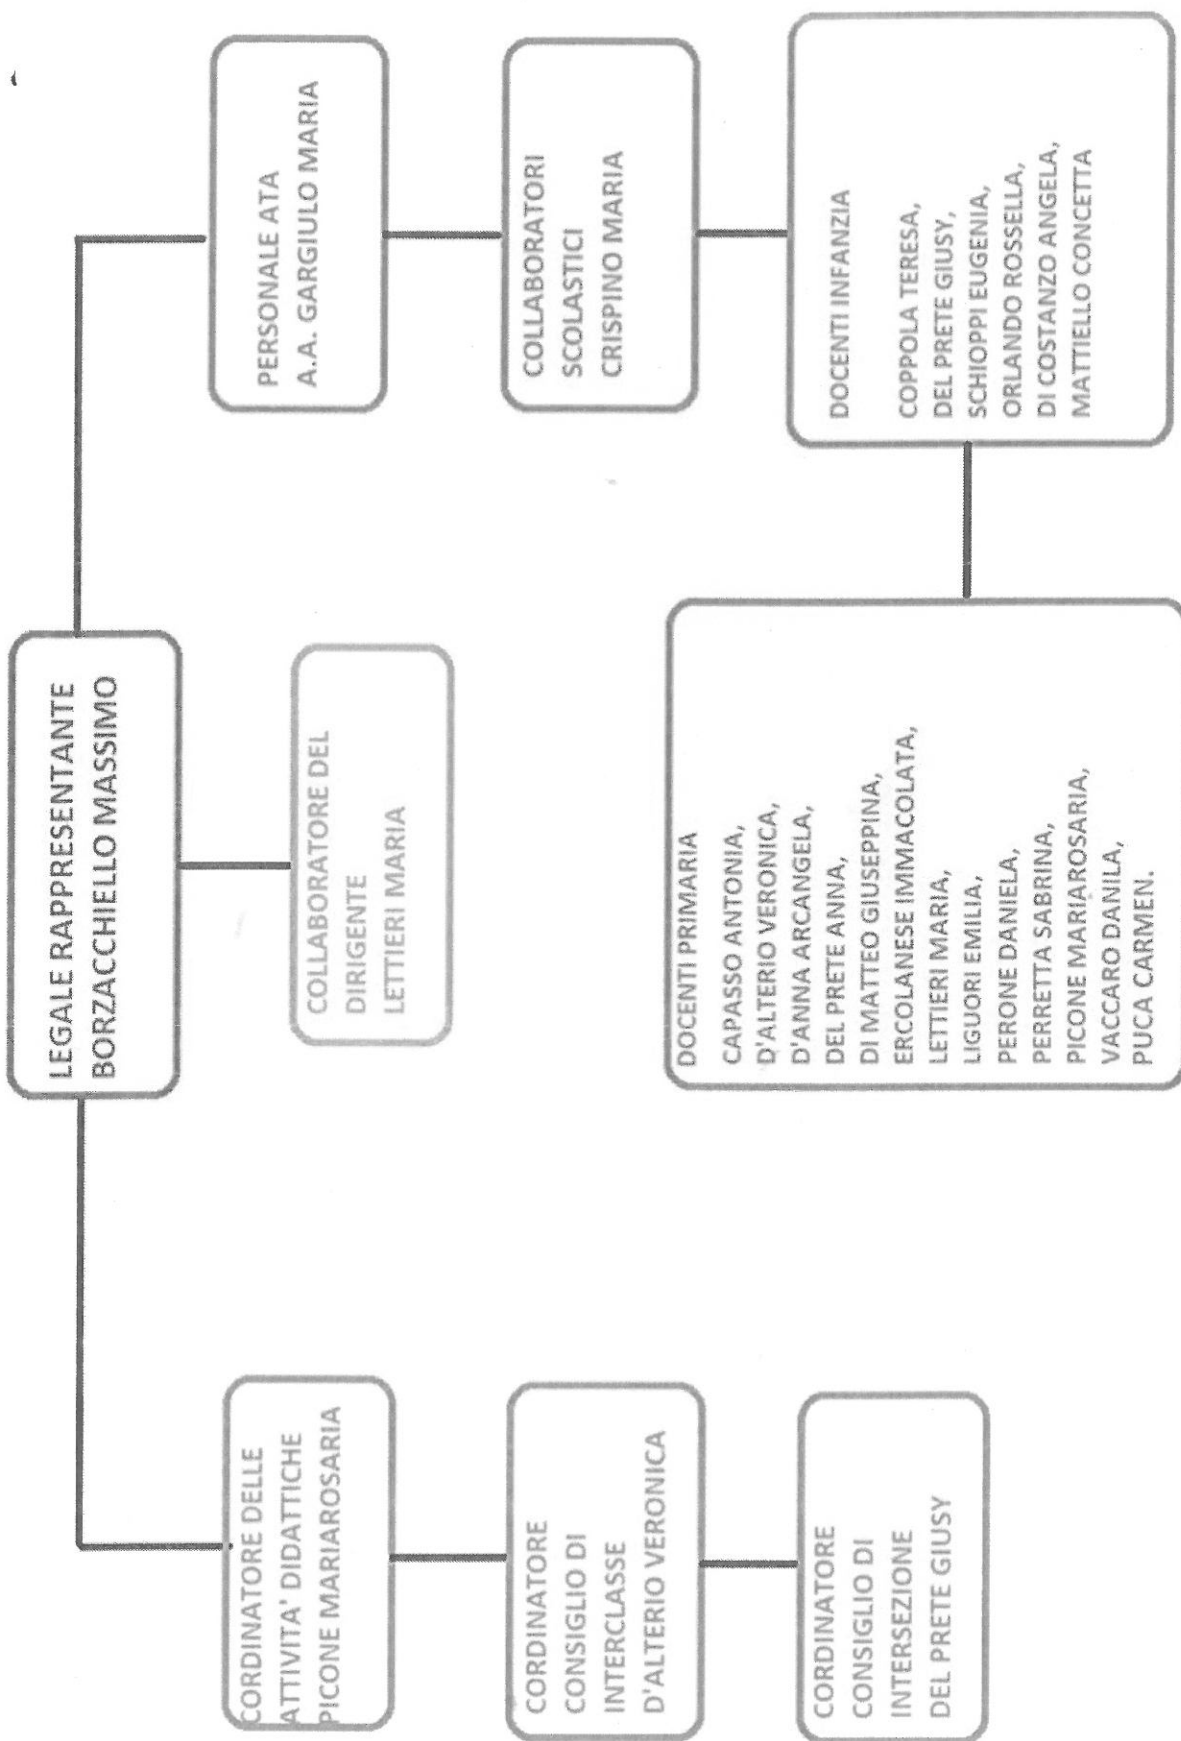 LEGALE RAPPRESENTANTE
BORZACCHIELLO MASSIMO
COLLABORATORE DEL
DIRIGENTE
LETTIERI MARIA
CORDINATORE DELLE
ATTIVITA' DIDATTICHE
PICONE MARIAROSARIA
CORDINATORE
CONSIGLIO DI
INTERCLASSE
D'ALTERIO VERONICA
CORDINATORE
CONSIGLIO DI
INTERSEZIONE
DEL PRETE GIUSY
PERSONALE ATA
A.A. GARGIULO MARIA
COLLABORATORI
SCOLASTICI
CRISPINO MARIA
DOCENTI INFANZIA
COPPOLA TERESA,
DEL PRETE GIUSY,
SCHIOPPI EUGENIA,
ORLANDO ROSSELLA,
DI COSTANZO ANGELA,
MATTIELLO CONCETTA
DOCENTI PRIMARIA
CAPASSO ANTONIA,
D'ALTERIO VERONICA,
D'ANNA ARCANGELA,
DEL PRETE ANNA,
DI MATTEO GIUSEPPINA,
ERCOLANESE IMMACOLATA,
LETTIERI MARIA,
LIGUORI EMILIA,
PERONE DANIELA,
PERRETTA SABRINA,
PICONE MARIAROSARIA,
VACCARO DANILA,
PUCA CARMEN.